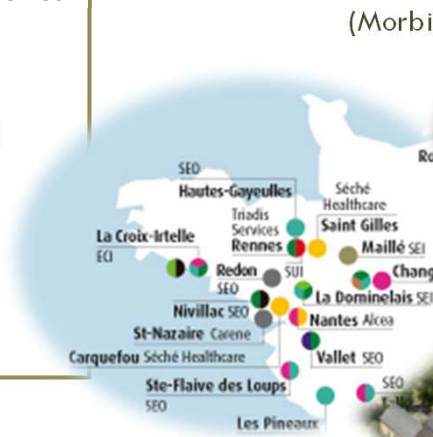 (Morbi
Ro
SEO
Hautes-Gayeulles
Séché
Healthcare
Triadis
Services
Saint Gilles
La Croix-Irtelle
Rennes
Maillé SEI
ECI
Redon
SUI
Chang
SEO
La Dominelais SEI
Nivillac SEO
Nantes Alcea
St-Nazaire Carene
Carquefou Séché Healthcare
Vallet SEO
Ste-Flaive des Loups
SEO
SEO
Les Pineaux